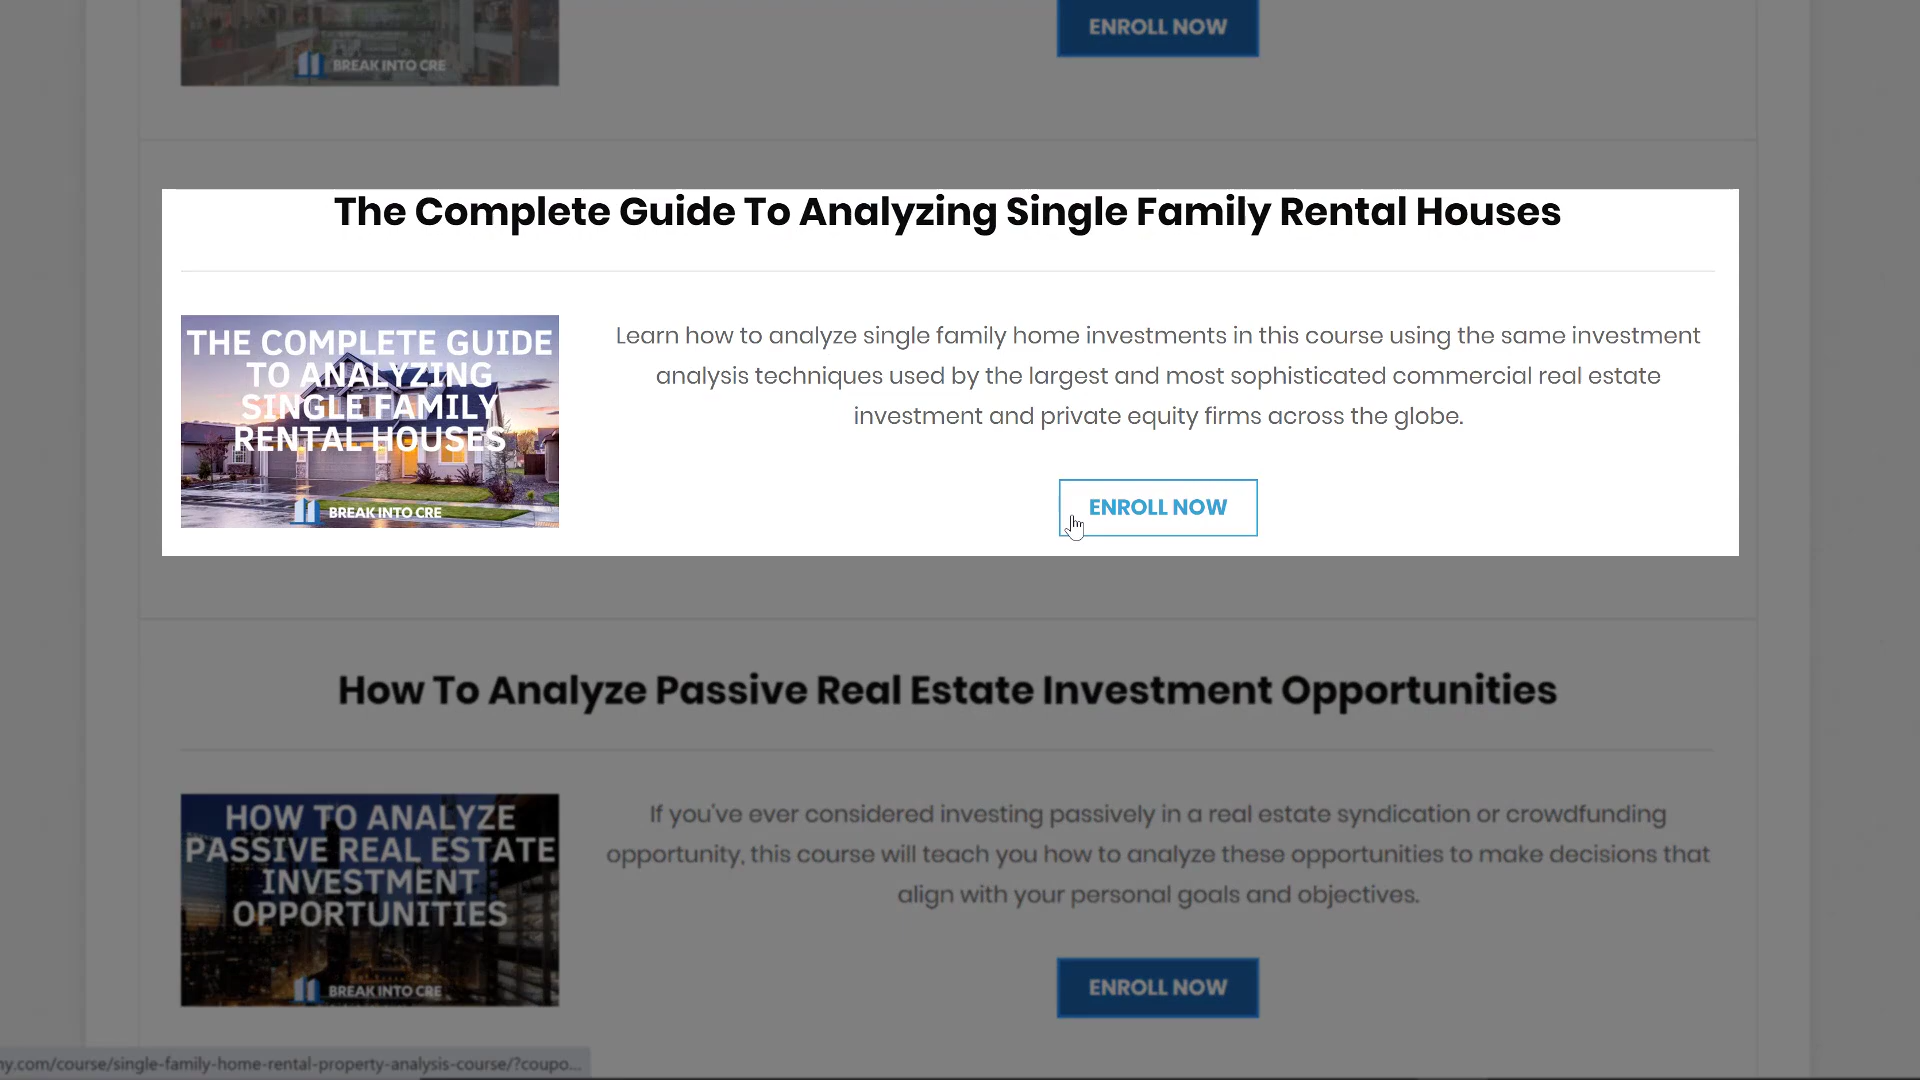 BREAK INTO CRE
ENROLL NOW
The Complete Guide To Analyzing Single Family Rental Houses
THE COMPLETE GUIDE
TO ANALYZING
SINGLE FAMILY
RENTAL HOUSES
BREAK INTO CRE
Learn how to analyze single family home investments in this course using the same investment
analysis techniques used by the largest and most sophisticated commercial real estate
investment and private equity firms across the globe.
ENROLL NOW
How To Analyze Passive Real Estate Investment Opportunities
HOW TO ANALYZE
PASSIVE REAL ESTATE
INVESTMENT
OPPORTUNITIES
BREAK INTO CRE
If you've ever considered investing passively in a real estate syndication or crowdfunding
opportunity, this course will teach you how to analyze these opportunities to make decisions that
align with your personal goals and objectives.
ENROLL NOW
ny.com/course/single-family-home-rental-property-analysis-course/?coupo...